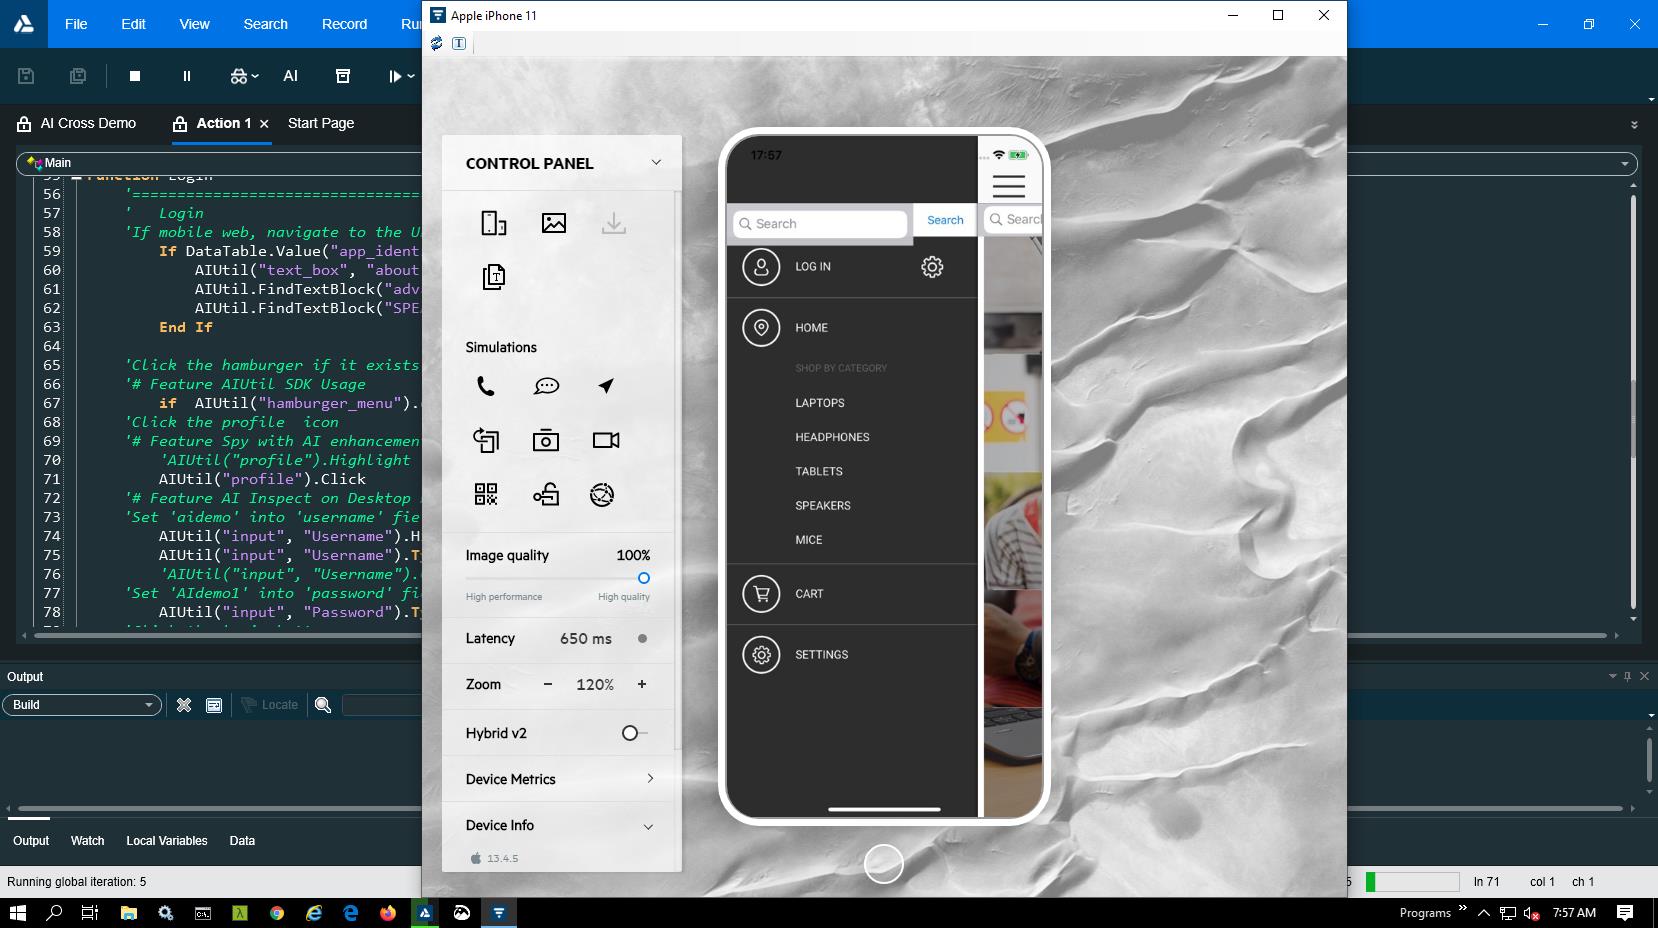 Apple iPhone 11
File Edit View Search Record
T
AI
AI Cross Demo Action 1 Start Page
Main
56 '==================================
57 ' Login
58 'If mobile web, navigate to the
59 If DataTable.Value("app_ident
60 AIUtil("text_box", "about
61 AIUtil.FindTextBlock("adv
62 AIUtil.FindTextBlock("SPE
63 End If
64
65 'Click the hamburger if it exists
66 '# Feature AIUtil SDK Usage
67 if AIUtil("hamburger_menu").
68 'Click the profile icon
69 '# Feature Spy with AI enhancement
70 'AIUtil("profile").Highlight
71 AIUtil("profile").Click
72 '# Feature AI Inspect on Desktop
73 'Set 'aidemo' into 'username' fie
74 AIUtil("input", "Username").H
75 AIUtil("input", "Username").Ty
76 'AIUtil("input", "Username").
77 'Set 'AIdemo1' into 'password' fie
78 AIUtil("input", "Password").Ty
CONTROL PANEL
T
Simulations
Image quality 100%
High performance High quality
Latency 650 ms
Zoom − 120% +
Hybrid v2
Device Metrics
Device Info
13.4.5
17:57
Search Search Search
LOG IN
HOME
SHOP BY CATEGORY
LAPTOPS
HEADPHONES
TABLETS
SPEAKERS
MICE
CART
SETTINGS
Output
Build Locate
Output Watch Local Variables Data
Running global iteration: 5 ln 71 col 1 ch 1
Programs 7:57 AM